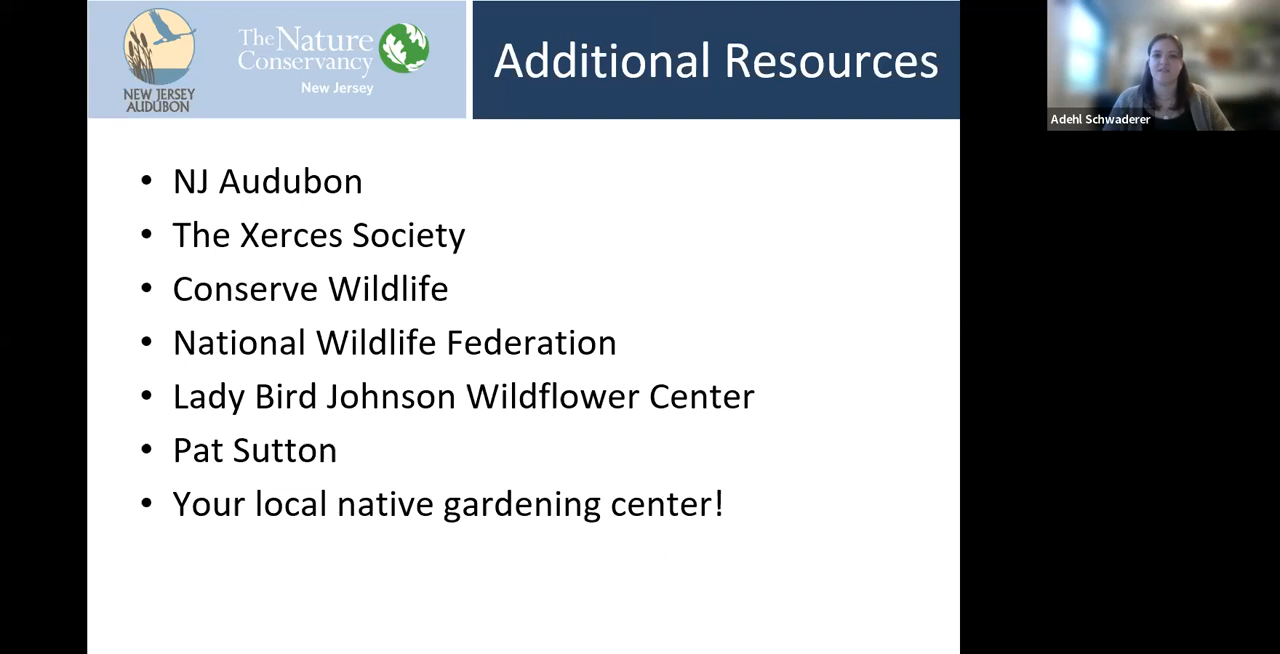 NEW JERSEY
AUDUBON
The Nature
Conservancy
New Jersey
Additional Resources
Adehl Schwaderer
• NJ Audubon
• The Xerces Society
• Conserve Wildlife
• National Wildlife Federation
• Lady Bird Johnson Wildflower Center
• Pat Sutton
• Your local native gardening center!